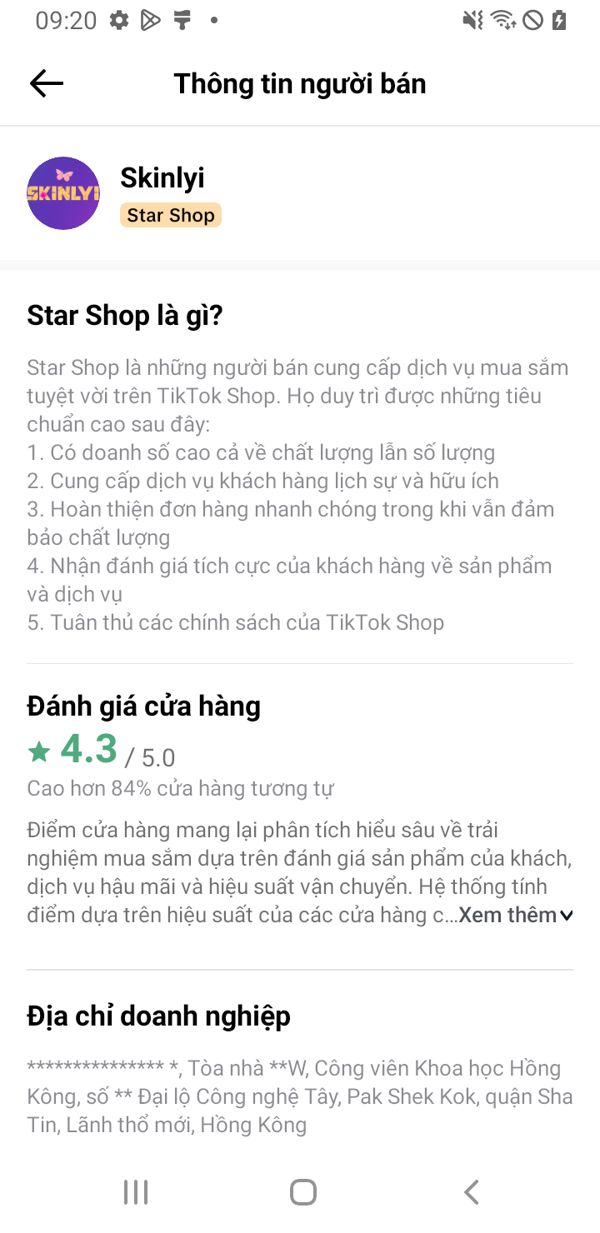 09:20
Thông tin người bán
SKINLYI
Skinlyi
Star Shop
Star Shop là gì?
Star Shop là những người bán cung cấp dịch vụ mua sắm
tuyệt vời trên TikTok Shop. Họ duy trì được những tiêu
chuẩn cao sau đây:
1. Có doanh số cao cả về chất lượng lẫn số lượng
2. Cung cấp dịch vụ khách hàng lịch sự và hữu ích
3. Hoàn thiện đơn hàng nhanh chóng trong khi vẫn đảm
bảo chất lượng
4. Nhận đánh giá tích cực của khách hàng về sản phẩm
và dịch vụ
5. Tuân thủ các chính sách của TikTok Shop
Đánh giá cửa hàng
4.3 / 5.0
Cao hơn 84% cửa hàng tương tự
Điểm cửa hàng mang lại phân tích hiểu sâu về trải
nghiệm mua sắm dựa trên đánh giá sản phẩm của khách,
dịch vụ hậu mãi và hiệu suất vận chuyển. Hệ thống tính
điểm dựa trên hiệu suất của các cửa hàng c...Xem thêm
Địa chỉ doanh nghiệp
*************** *, Tòa nhà **W, Công viên Khoa học Hồng
Kông, số ** Đại lộ Công nghệ Tây, Pak Shek Kok, quận Sha
Tin, Lãnh thổ mới, Hồng Kông